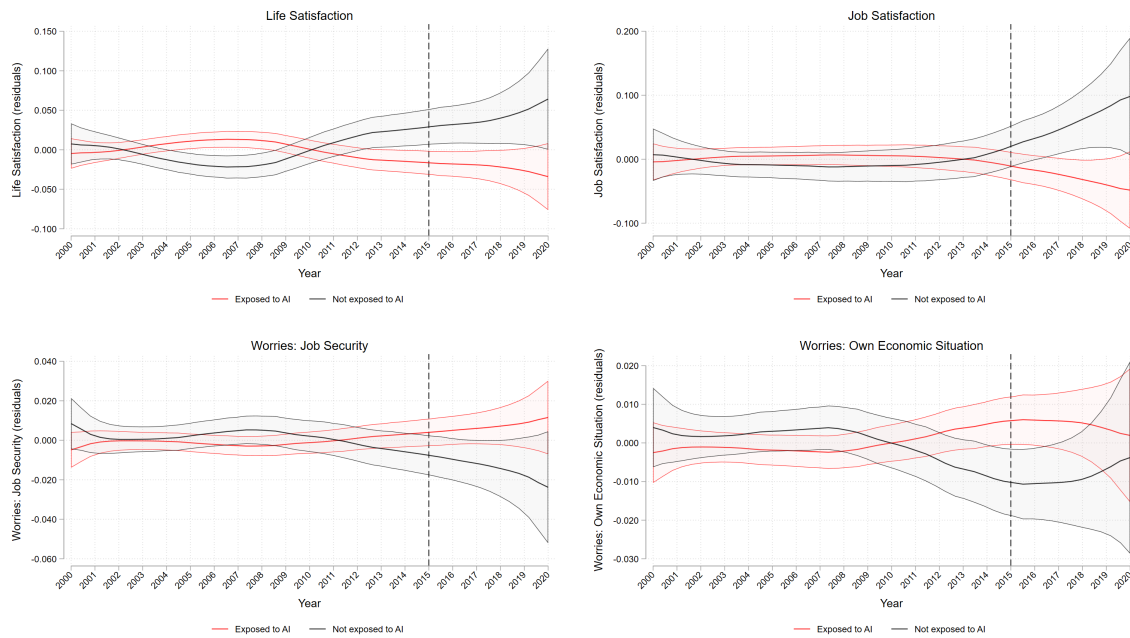 Life Satisfaction
Life Satisfaction (residuals)
0.150
0.100
0.050
0.000
-0.050
-0.100
2000 2001 2002 2003 2004 2005 2006 2007 2008 2009 2010 2011 2012 2013 2014 2015 2016 2017 2018 2019 2020
Year
Exposed to AI Not exposed to AI
Job Satisfaction
Job Satisfaction (residuals)
0.200
0.100
0.000
-0.100
2000 2001 2002 2003 2004 2005 2006 2007 2008 2009 2010 2011 2012 2013 2014 2015 2016 2017 2018 2019 2020
Year
Exposed to AI Not exposed to AI
Worries: Job Security
Worries: Job Security (residuals)
0.040
0.020
0.000
-0.020
-0.040
-0.060
2000 2001 2002 2003 2004 2005 2006 2007 2008 2009 2010 2011 2012 2013 2014 2015 2016 2017 2018 2019 2020
Year
Exposed to AI Not exposed to AI
Worries: Own Economic Situation
Worries: Own Economic Situation (residuals)
0.020
0.010
0.000
-0.010
-0.020
-0.030
2000 2001 2002 2003 2004 2005 2006 2007 2008 2009 2010 2011 2012 2013 2014 2015 2016 2017 2018 2019 2020
Year
Exposed to AI Not exposed to AI